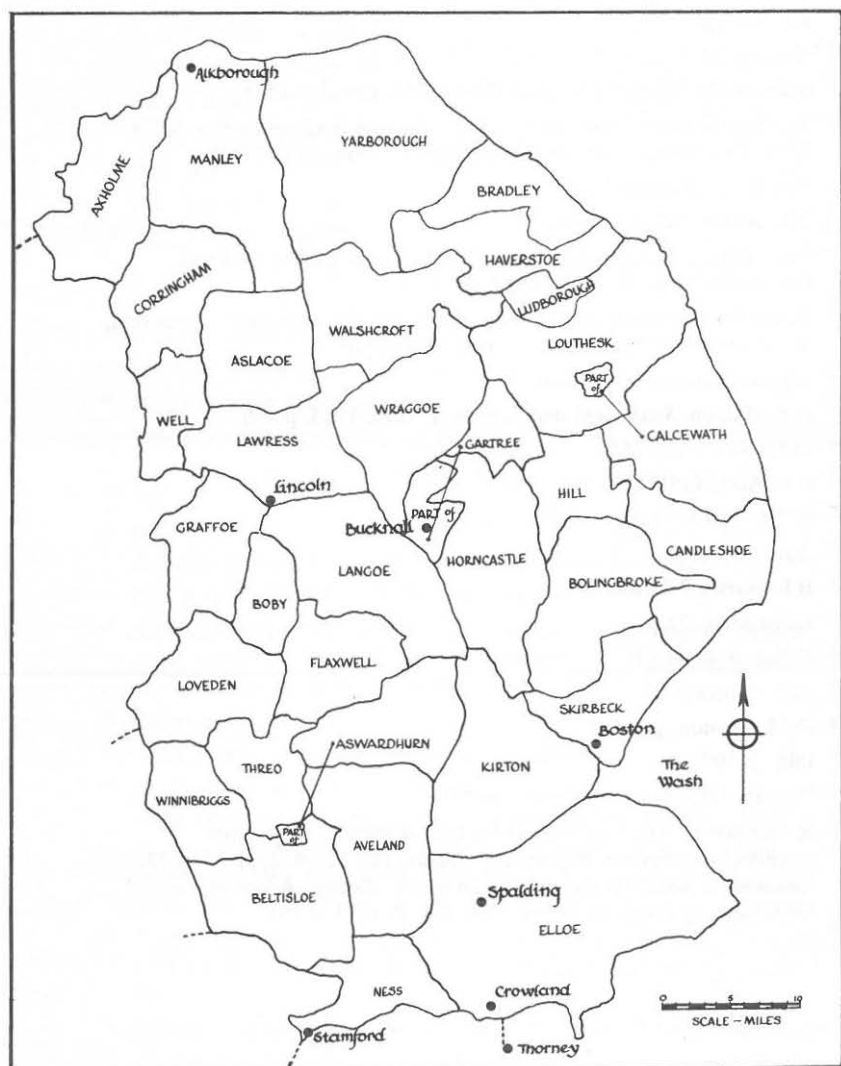 Alkborough
YARBOROUGH
MANLEY
AXHOLME
BRADLEY
HAVERSTOE
CORRINGHAM
LUDBOROUGH
WALSHCROFT
LOUTHESK
ASLACOE
PART
of
WRAGGOE
WELL
GARTREE
CALCEWATH
LAWRESS
Lincoln
HILL
GRAFFOE
PART of
Bucknall
HORNCASTLE
CANDLESHOE
LANGOE
BOLINGBROKE
BOBY
FLAXWELL
LOVEDEN
SKIRBECK
Boston
ASWARDHURN
THREO
KIRTON
The
Wash
WINNIBRIGGS
PART
of
AVELAND
BELTISLOE
Spalding
ELLOE
NESS
Crowland
0 5 10
SCALE – MILES
Stamford
Thorney